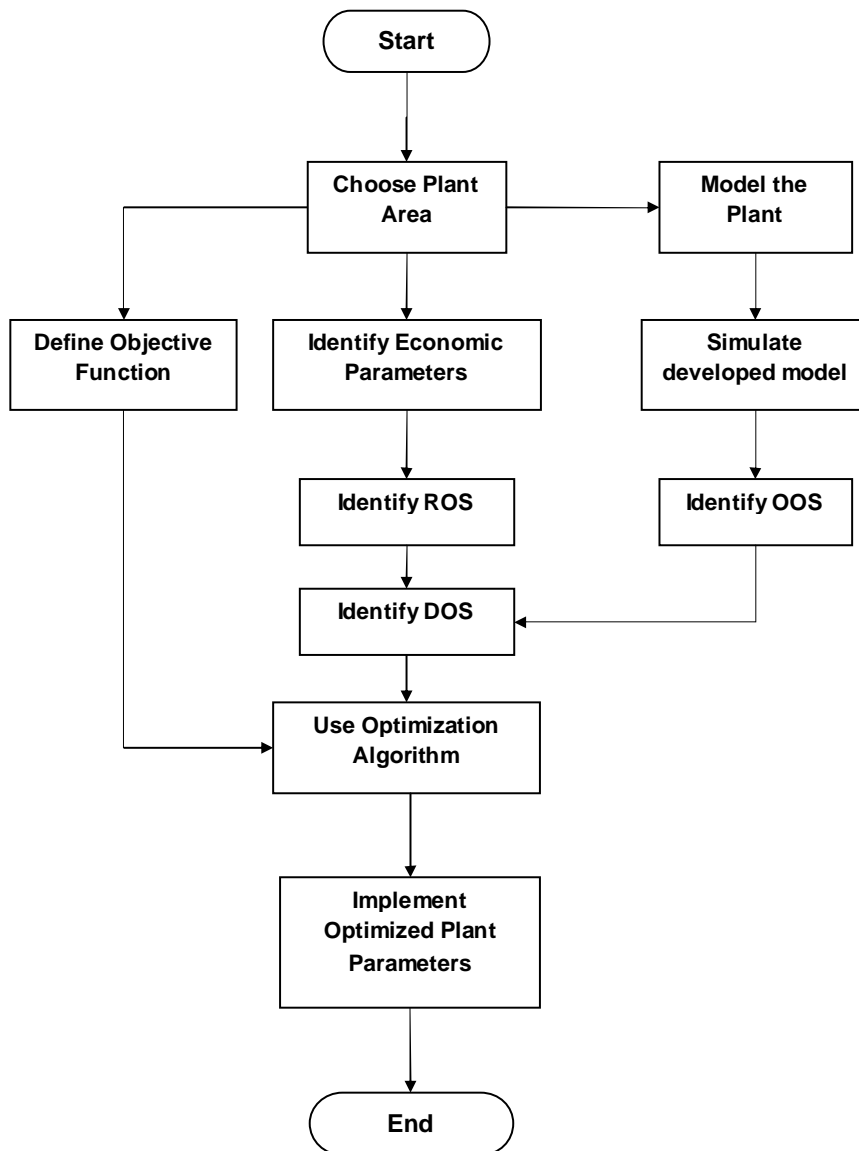 Start
Choose Plant
Area
Model the
Plant
Define Objective
Function
Identify Economic
Parameters
Simulate
developed model
Identify ROS
Identify OOS
Identify DOS
Use Optimization
Algorithm
Implement
Optimized Plant
Parameters
End